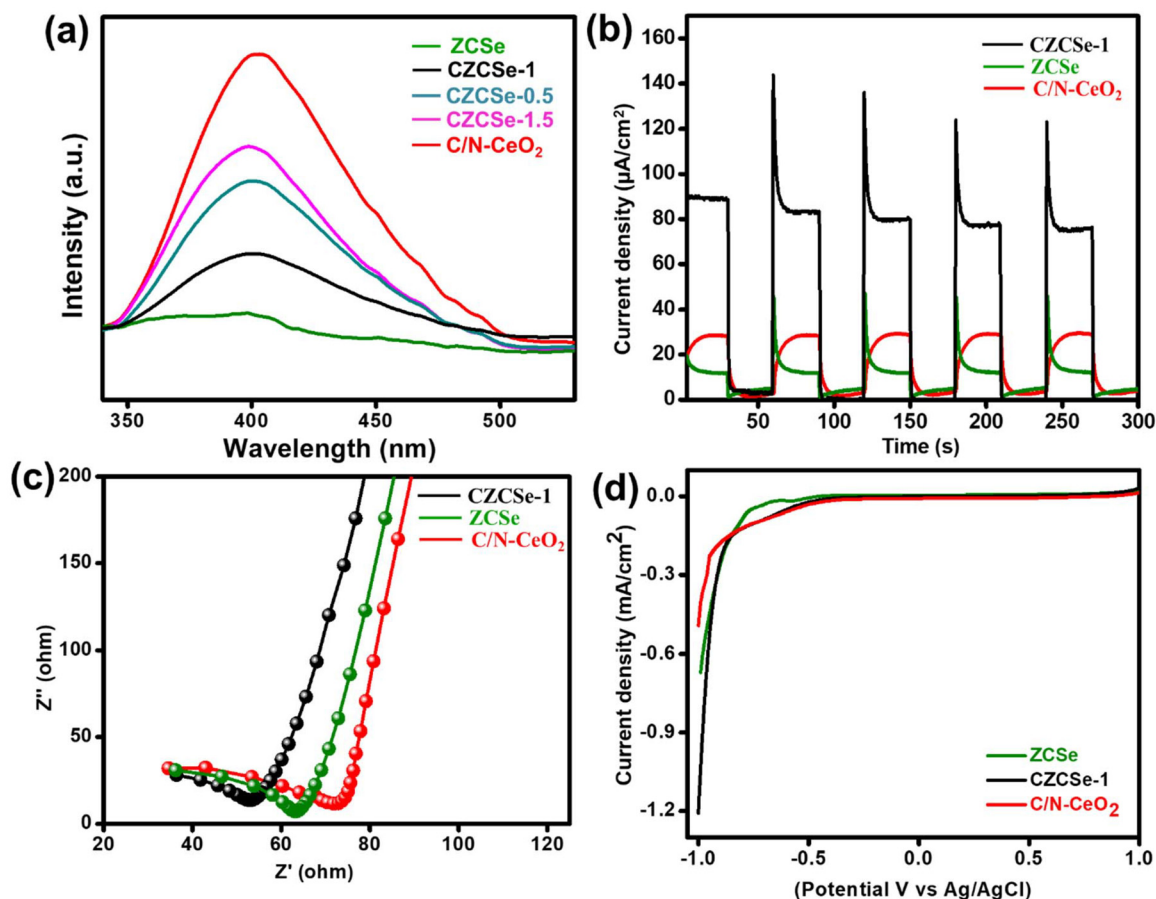 (a)
ZCSe
CZCSe-1
CZCSe-0.5
CZCSe-1.5
C/N-CeO₂
Intensity (a.u.)
350 400 450 500
Wavelength (nm)
(b)
CZCSe-1
ZCSe
C/N-CeO₂
Current density (µA/cm²)
160
140
120
100
80
60
40
20
0
50 100 150 200 250 300
Time (s)
(c)
CZCSe-1
ZCSe
C/N-CeO₂
Z'' (ohm)
200
150
100
50
0
20 40 60 80 100 120
Z' (ohm)
(d)
Current density (mA/cm²)
0.0
-0.3
-0.6
-0.9
-1.2
ZCSe
CZCSe-1
C/N-CeO₂
-1.0 -0.5 0.0 0.5 1.0
(Potential V vs Ag/AgCl)